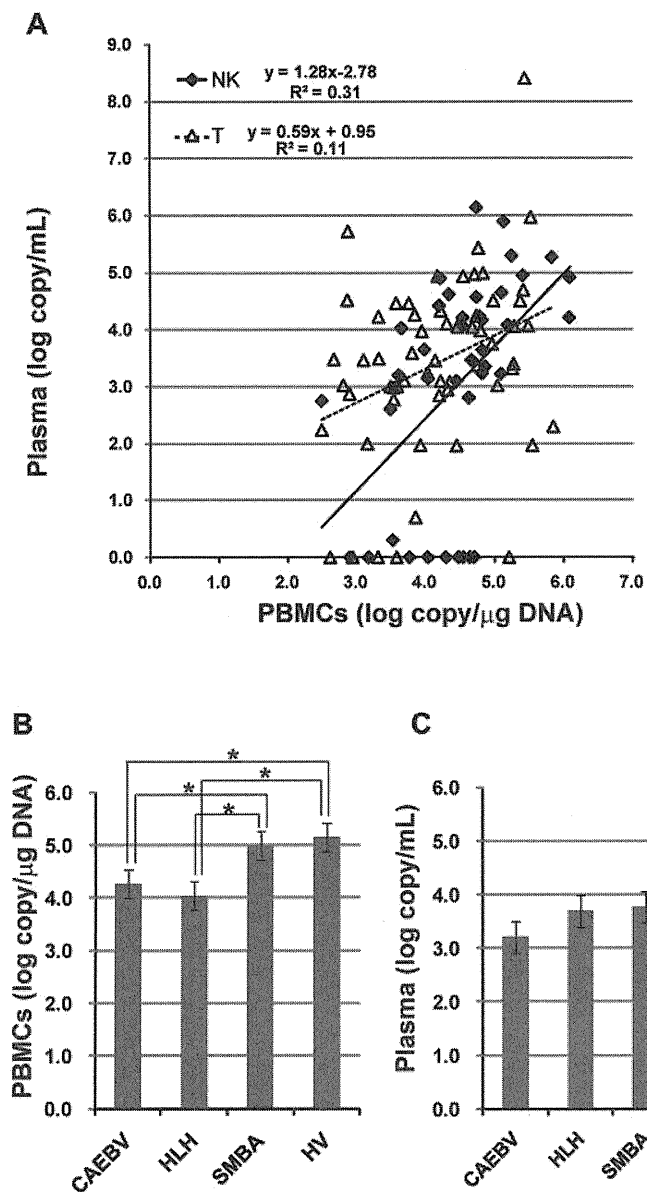 A
9.0
8.0
7.0
6.0
5.0
4.0
3.0
2.0
1.0
0.0
Plasma (log copy/mL)
NK y = 1.28x-2.78
R² = 0.31
T y = 0.59x + 0.95
R² = 0.11
0.0 1.0 2.0 3.0 4.0 5.0 6.0 7.0
PBMCs (log copy/μg DNA)
B
* * * *
6.0
5.0
4.0
3.0
2.0
1.0
0.0
PBMCs (log copy/μg DNA)
CAEBV HLH SMBA HV
C
6.0
5.0
4.0
3.0
2.0
1.0
0.0
Plasma (log copy/mL)
CAEBV HLH SMBA